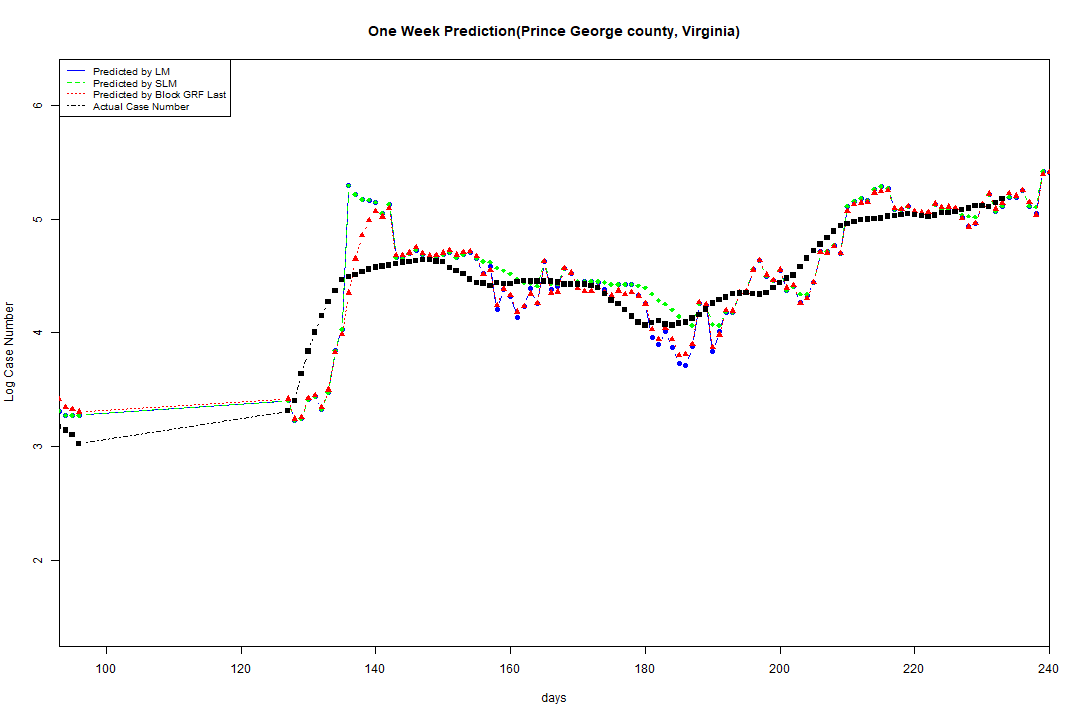 One Week Prediction(Prince George county, Virginia)
Predicted by LM
Predicted by SLM
Predicted by Block GRF Last
Actual Case Number
6
5
4
3
2
Log Case Number
100 120 140 160 180 200 220 240
days